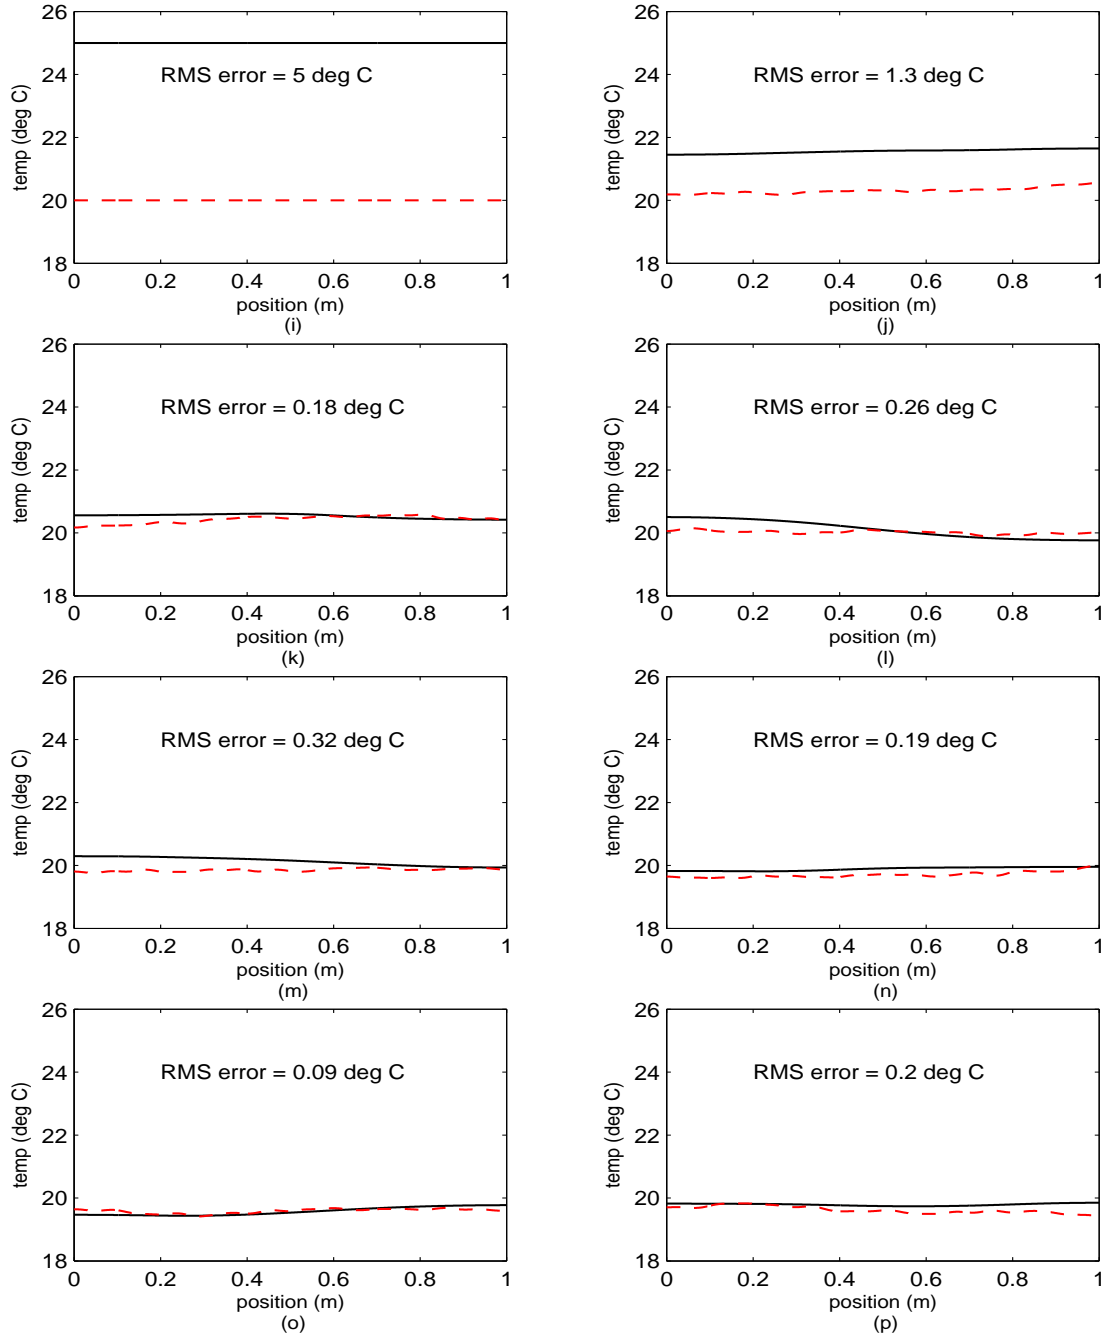 26
24
22
20
18
temp (deg C)
RMS error = 5 deg C
0 0.2 0.4 0.6 0.8 1
position (m)
(i)
26
24
22
20
18
temp (deg C)
RMS error = 1.3 deg C
0 0.2 0.4 0.6 0.8 1
position (m)
(j)
26
24
22
20
18
temp (deg C)
RMS error = 0.18 deg C
0 0.2 0.4 0.6 0.8 1
position (m)
(k)
26
24
22
20
18
temp (deg C)
RMS error = 0.26 deg C
0 0.2 0.4 0.6 0.8 1
position (m)
(l)
26
24
22
20
18
temp (deg C)
RMS error = 0.32 deg C
0 0.2 0.4 0.6 0.8 1
position (m)
(m)
26
24
22
20
18
temp (deg C)
RMS error = 0.19 deg C
0 0.2 0.4 0.6 0.8 1
position (m)
(n)
26
24
22
20
18
temp (deg C)
RMS error = 0.09 deg C
0 0.2 0.4 0.6 0.8 1
position (m)
(o)
26
24
22
20
18
temp (deg C)
RMS error = 0.2 deg C
0 0.2 0.4 0.6 0.8 1
position (m)
(p)